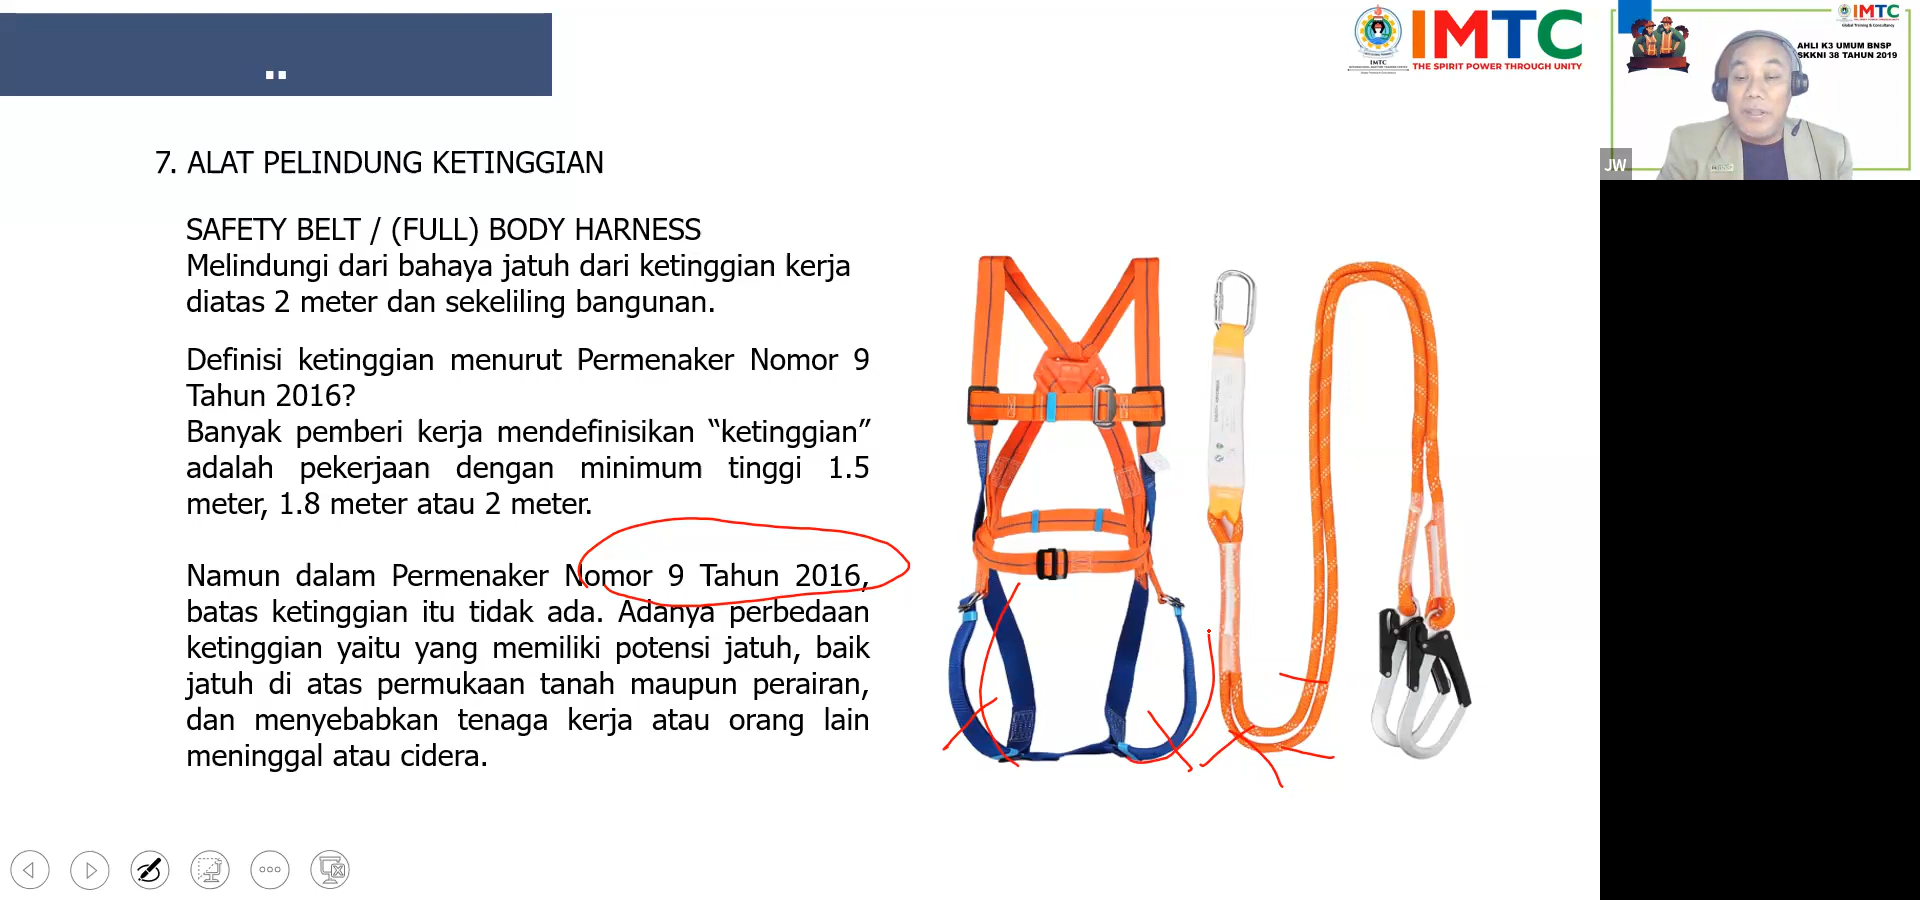 ..
IMTC
IMTC
THE SPIRIT POWER THROUGH UNITY
7. ALAT PELINDUNG KETINGGIAN
SAFETY BELT / (FULL) BODY HARNESS
Melindungi dari bahaya jatuh dari ketinggian kerja
diatas 2 meter dan sekeliling bangunan.
Definisi ketinggian menurut Permenaker Nomor 9
Tahun 2016?
Banyak pemberi kerja mendefinisikan “ketinggian”
adalah pekerjaan dengan minimum tinggi 1.5
meter, 1.8 meter atau 2 meter.
Namun dalam Permenaker Nomor 9 Tahun 2016,
batas ketinggian itu tidak ada. Adanya perbedaan
ketinggian yaitu yang memiliki potensi jatuh, baik
jatuh di atas permukaan tanah maupun perairan,
dan menyebabkan tenaga kerja atau orang lain
meninggal atau cidera.
IMTC
Global Training & Consultancy
AHLI K3 UMUM BNSP
SKKNI 38 TAHUN 2019
JW